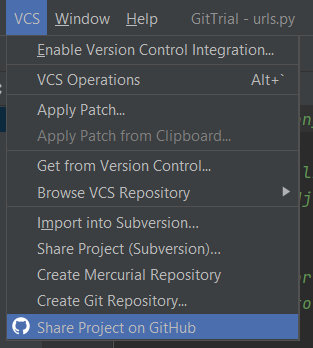 VCS Window Help GitTrial - urls.py
Enable Version Control Integration...
VCS Operations Alt+`
Apply Patch...
Apply Patch from Clipboard...
Get from Version Control...
Browse VCS Repository
Import into Subversion...
Share Project (Subversion)...
Create Mercurial Repository
Create Git Repository...
Share Project on GitHub